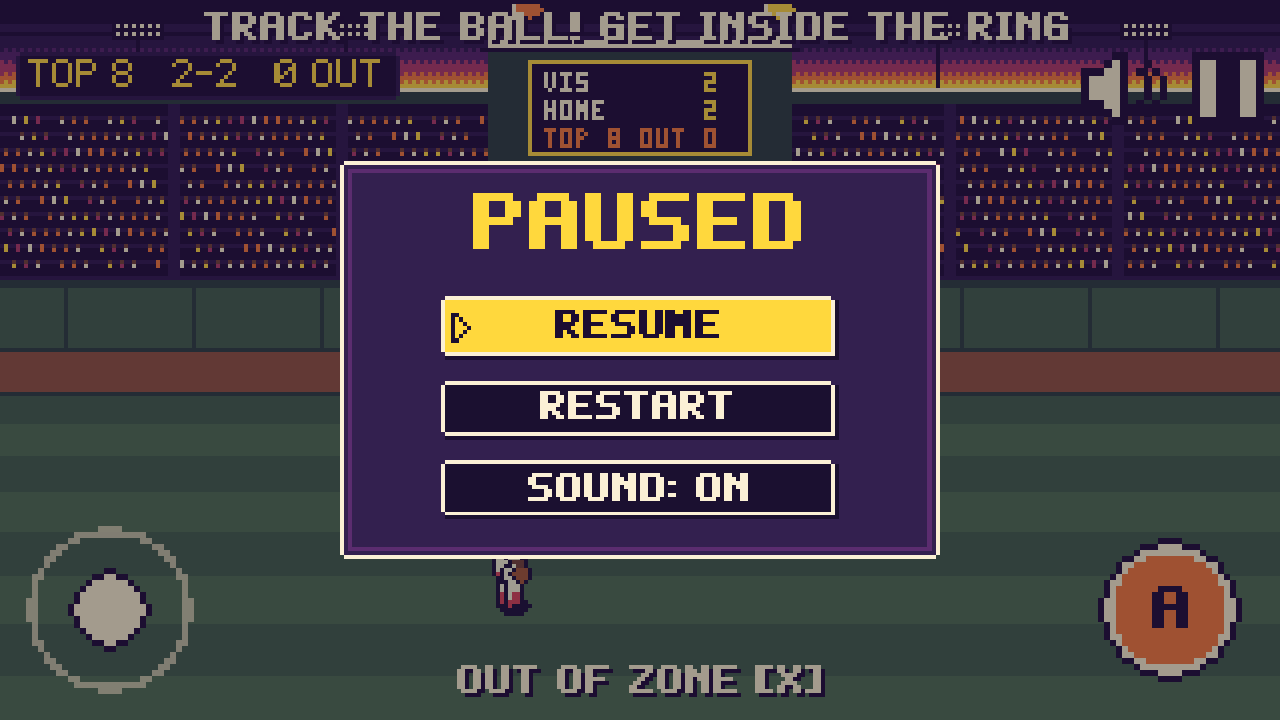 TRACK THE BALL! GET INSIDE THE RING
TOP 8 2-2 0 OUT
VIS 2
HOME 2
TOP 8 OUT 0
PAUSED
RESUME
RESTART
SOUND: ON
A
OUT OF ZONE [X]